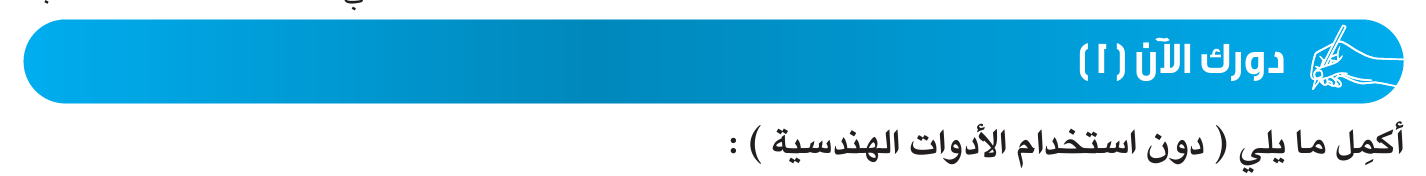 دورك الآن (١)
أكمِل ما يلي ( دون استخدام الأدوات الهندسية ) :